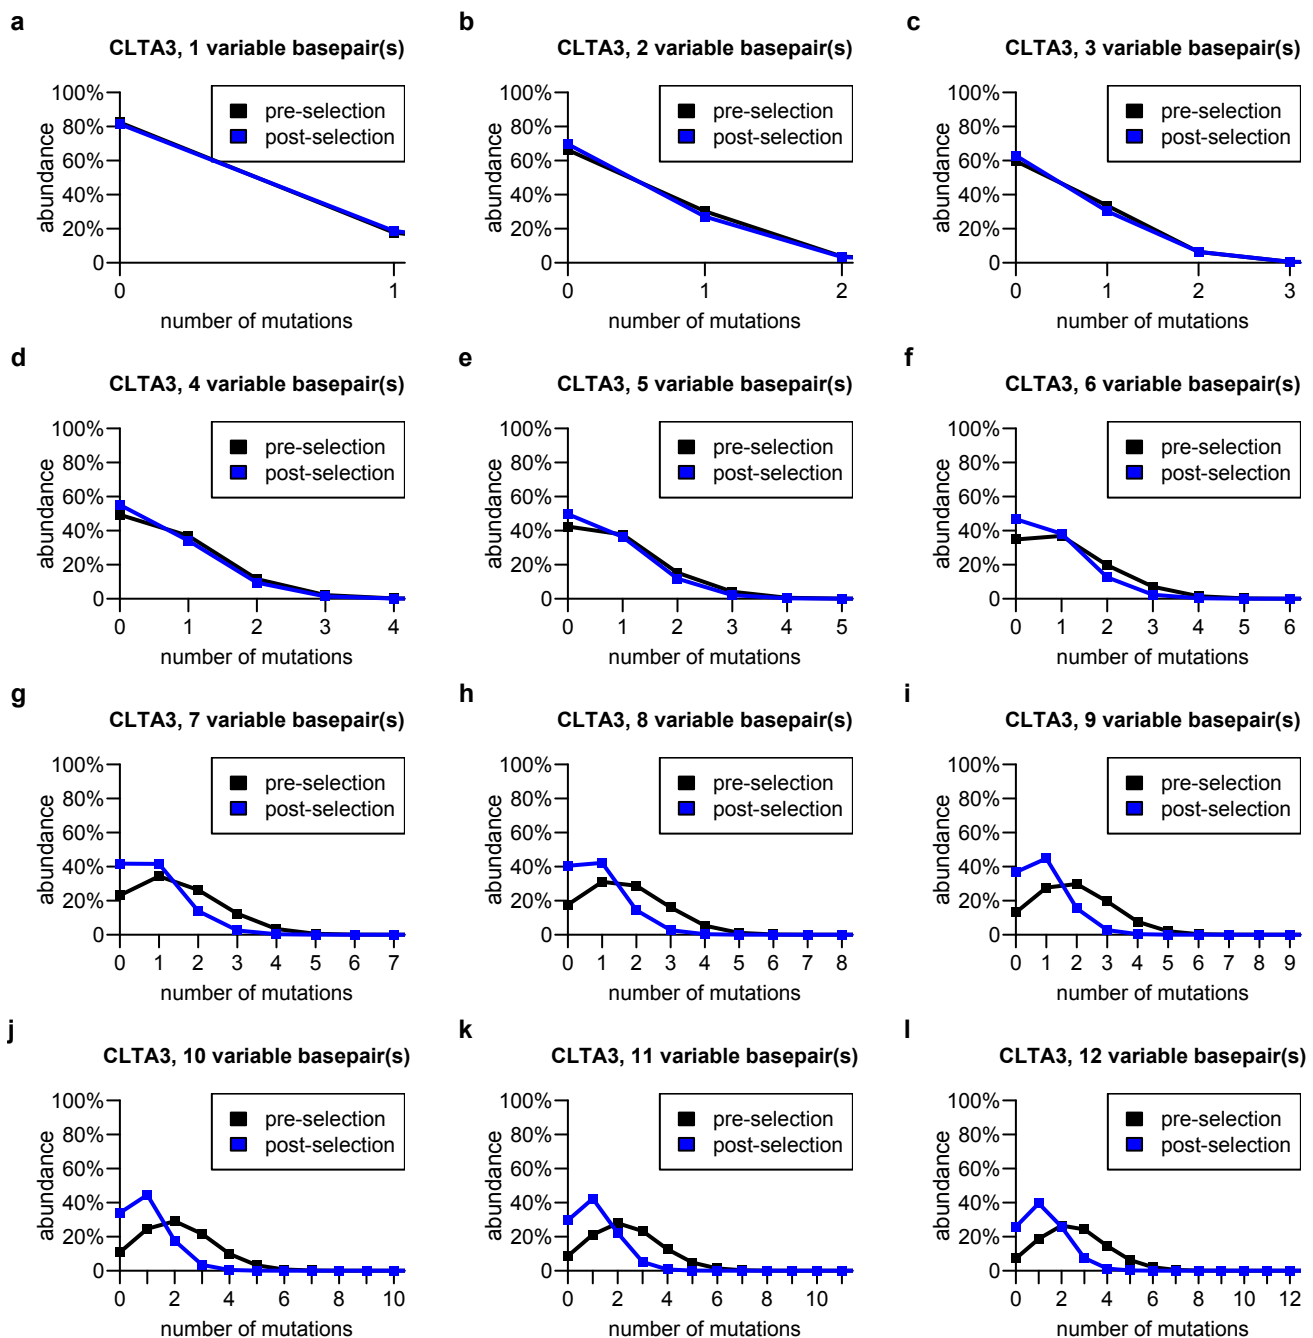 a
CLTA3, 1 variable basepair(s)
100%
80%
60%
40%
20%
0
abundance
pre-selection
post-selection
0 1
number of mutations
b
CLTA3, 2 variable basepair(s)
100%
80%
60%
40%
20%
0
abundance
pre-selection
post-selection
0 1 2
number of mutations
c
CLTA3, 3 variable basepair(s)
100%
80%
60%
40%
20%
0
abundance
pre-selection
post-selection
0 1 2 3
number of mutations
d
CLTA3, 4 variable basepair(s)
100%
80%
60%
40%
20%
0
abundance
pre-selection
post-selection
0 1 2 3 4
number of mutations
e
CLTA3, 5 variable basepair(s)
100%
80%
60%
40%
20%
0
abundance
pre-selection
post-selection
0 1 2 3 4 5
number of mutations
f
CLTA3, 6 variable basepair(s)
100%
80%
60%
40%
20%
0
abundance
pre-selection
post-selection
0 1 2 3 4 5 6
number of mutations
g
CLTA3, 7 variable basepair(s)
100%
80%
60%
40%
20%
0
abundance
pre-selection
post-selection
0 1 2 3 4 5 6 7
number of mutations
h
CLTA3, 8 variable basepair(s)
100%
80%
60%
40%
20%
0
abundance
pre-selection
post-selection
0 1 2 3 4 5 6 7 8
number of mutations
i
CLTA3, 9 variable basepair(s)
100%
80%
60%
40%
20%
0
abundance
pre-selection
post-selection
0 1 2 3 4 5 6 7 8 9
number of mutations
j
CLTA3, 10 variable basepair(s)
100%
80%
60%
40%
20%
0
abundance
pre-selection
post-selection
0 2 4 6 8 10
number of mutations
k
CLTA3, 11 variable basepair(s)
100%
80%
60%
40%
20%
0
abundance
pre-selection
post-selection
0 2 4 6 8 10
number of mutations
l
CLTA3, 12 variable basepair(s)
100%
80%
60%
40%
20%
0
abundance
pre-selection
post-selection
0 2 4 6 8 10 12
number of mutations